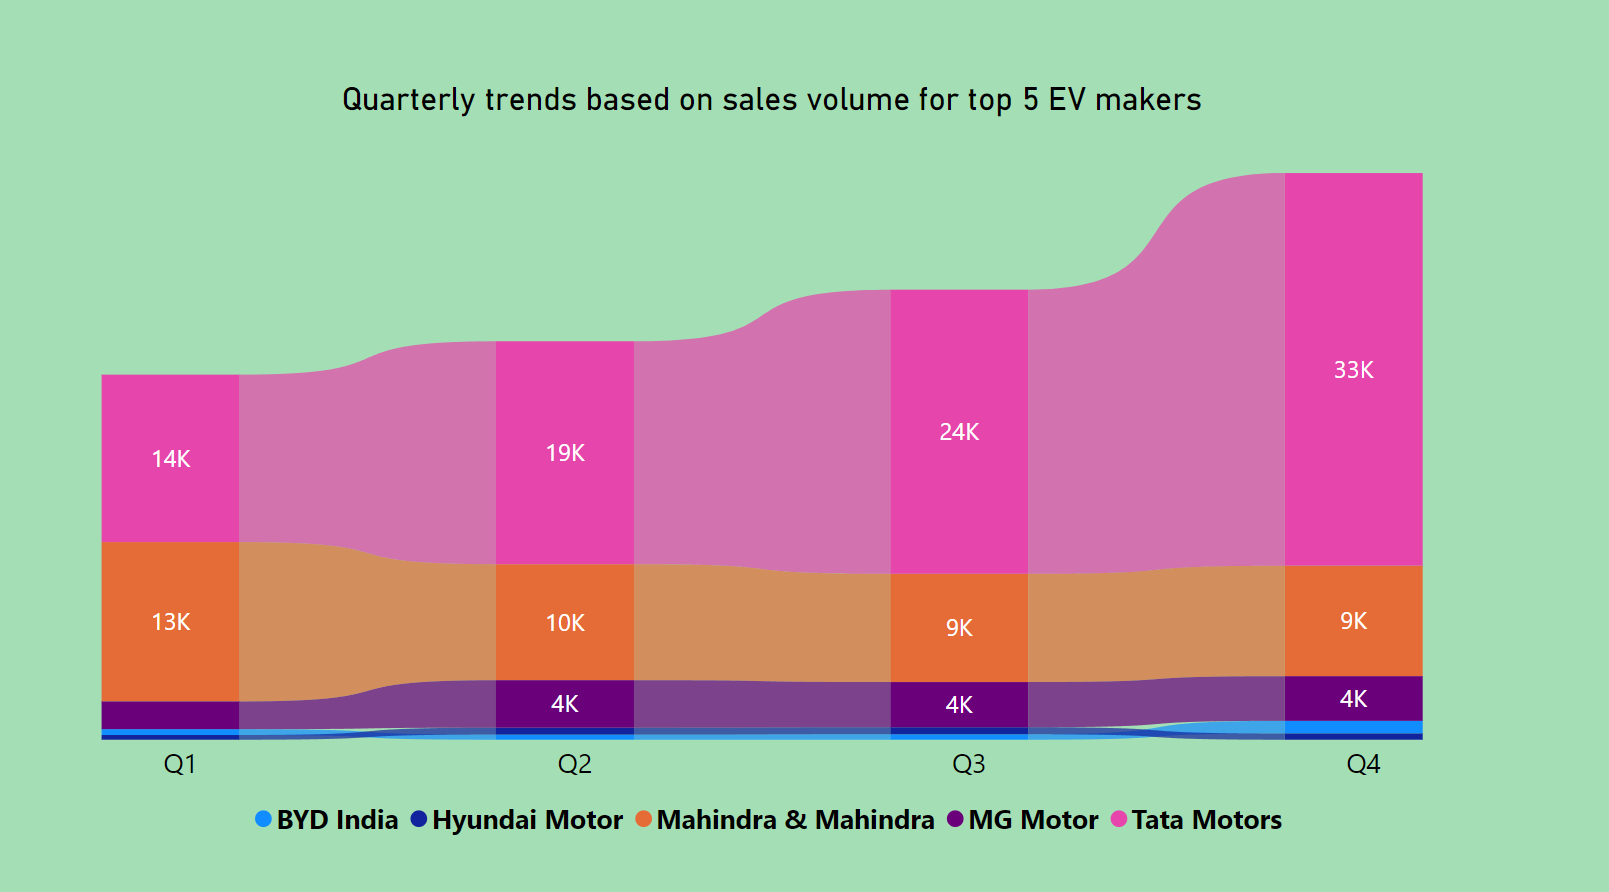 Quarterly trends based on sales volume for top 5 EV makers
33K
24K
19K
14K
13K
10K
9K
9K
4K
4K
4K
Q1 Q2 Q3 Q4
BYD India Hyundai Motor Mahindra & Mahindra MG Motor Tata Motors